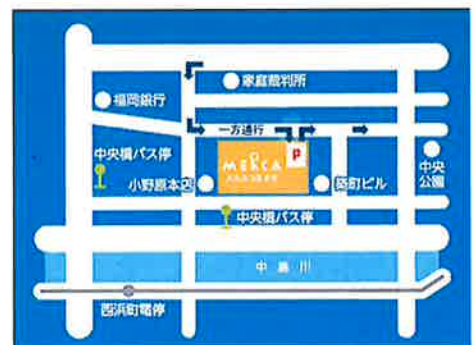 家庭裁判所
福岡銀行
一方通行
P
MERCA
中央橋バス停
小野原本店
築町ビル
中央
公園
中央橋バス停
中島川
西浜町電停